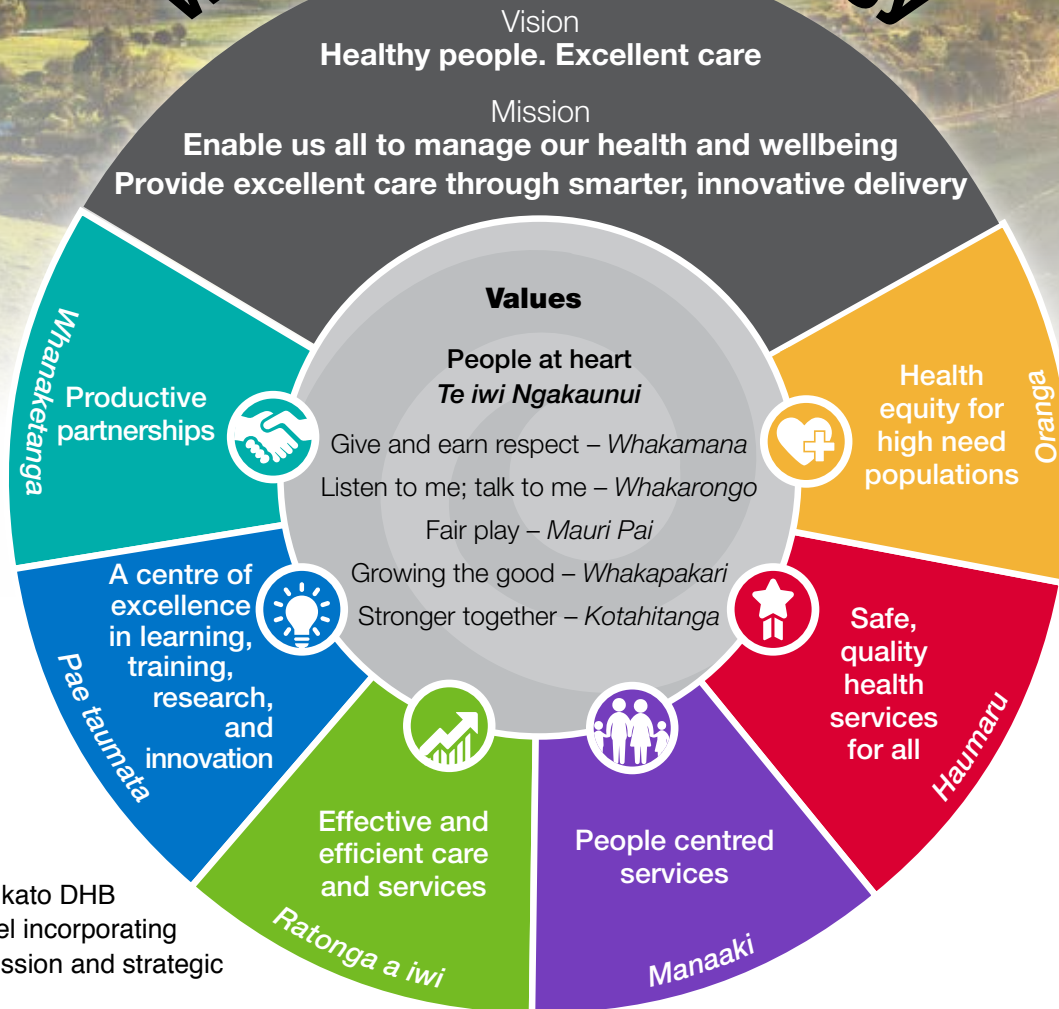 Vision
Healthy people. Excellent care
Mission
Enable us all to manage our health and wellbeing
Provide excellent care through smarter, innovative delivery
Values
People at heart
Te iwi Ngakaunui
Give and earn respect – Whakamana
Listen to me; talk to me – Whakarongo
Fair play – Mauri Pai
Growing the good – Whakapakari
Stronger together – Kotahitanga
Whanaketanga
Productive
partnerships
Health
equity for
high need
populations
Oranga
Pae taumata
A centre of
excellence
in learning,
training,
research,
and
innovation
Safe,
quality
health
services
for all
Haumaru
Effective and
efficient care
and services
Ratonga a iwi
People centred
services
Manaaki
kato DHB
el incorporating
ssion and strategic